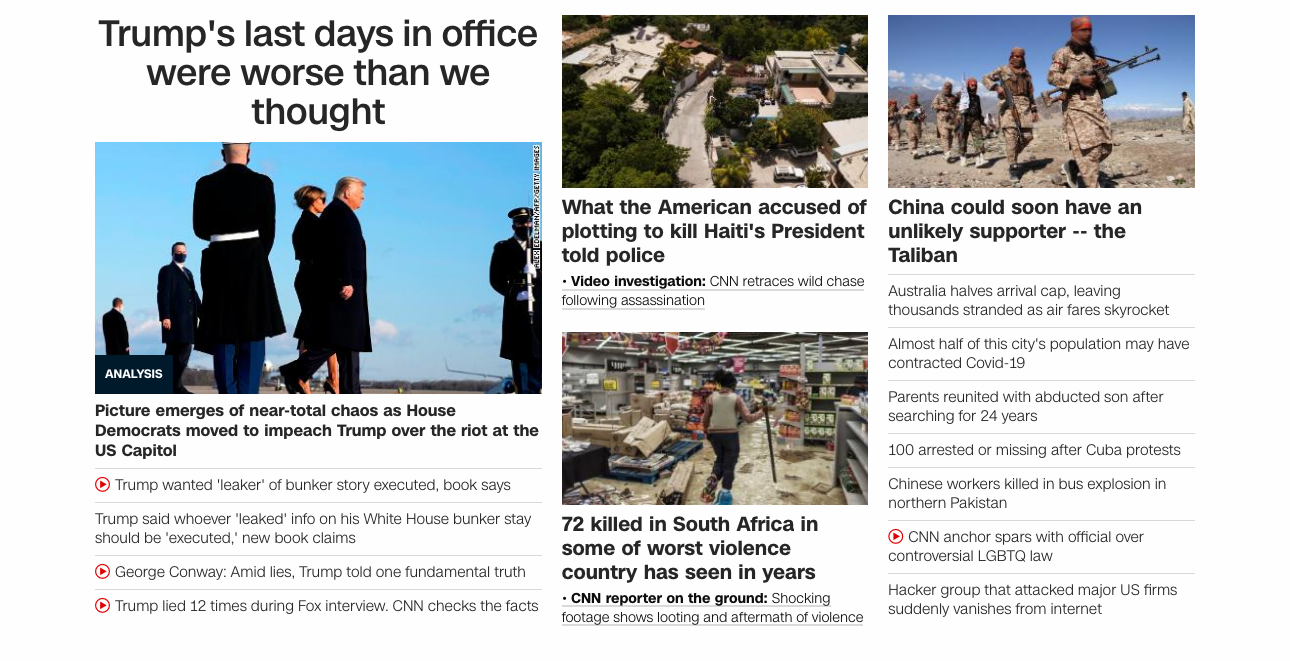 Trump's last days in office
were worse than we
thought
ALEX EDELMAN/AFP/GETTY IMAGES
ANALYSIS
Picture emerges of near-total chaos as House
Democrats moved to impeach Trump over the riot at the
US Capitol
Trump wanted 'leaker' of bunker story executed, book says
Trump said whoever 'leaked' info on his White House bunker stay
should be 'executed,' new book claims
George Conway: Amid lies, Trump told one fundamental truth
Trump lied 12 times during Fox interview. CNN checks the facts
What the American accused of
plotting to kill Haiti's President
told police
• Video investigation: CNN retraces wild chase
following assassination
72 killed in South Africa in
some of worst violence
country has seen in years
• CNN reporter on the ground: Shocking
footage shows looting and aftermath of violence
China could soon have an
unlikely supporter -- the
Taliban
Australia halves arrival cap, leaving
thousands stranded as air fares skyrocket
Almost half of this city's population may have
contracted Covid-19
Parents reunited with abducted son after
searching for 24 years
100 arrested or missing after Cuba protests
Chinese workers killed in bus explosion in
northern Pakistan
CNN anchor spars with official over
controversial LGBTQ law
Hacker group that attacked major US firms
suddenly vanishes from internet